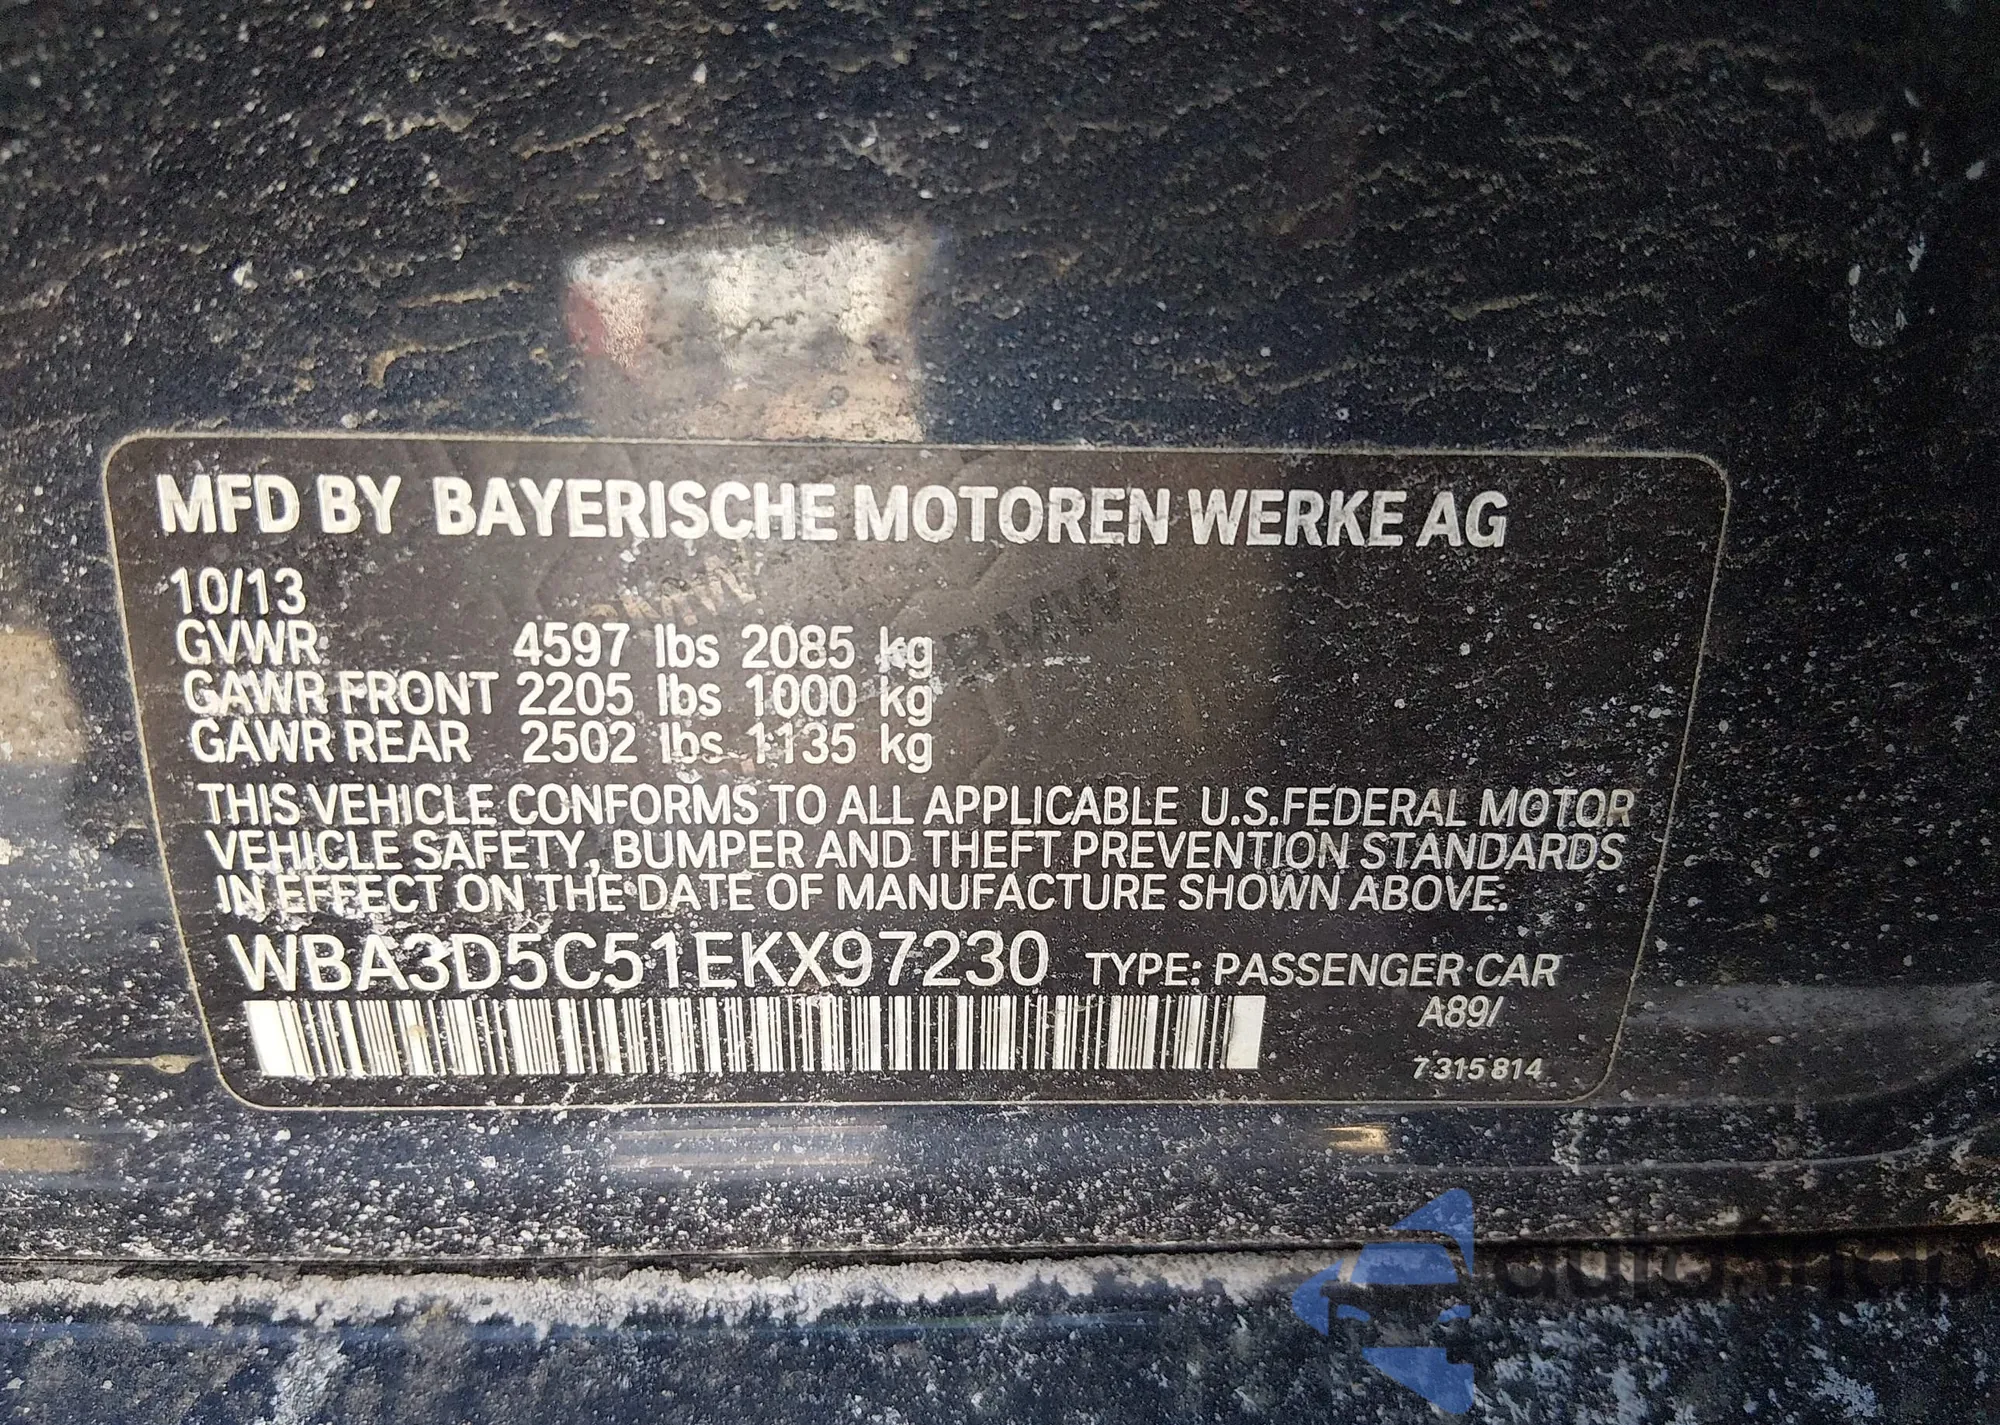 MFD BY BAYERISCHE MOTOREN WERKE AG
10/13
GVWR 4597 lbs 2085 kg
GAWR FRONT 2205 lbs 1000 kg
GAWR REAR 2502 lbs 1135 kg
THIS VEHICLE CONFORMS TO ALL APPLICABLE U.S.FEDERAL MOTOR
VEHICLE SAFETY, BUMPER AND THEFT PREVENTION STANDARDS
IN EFFECT ON THE DATE OF MANUFACTURE SHOWN ABOVE.
WBA3D5C51EKX97230 TYPE: PASSENGER CAR
A89/
7 315 814
BMW BMW
autosnap